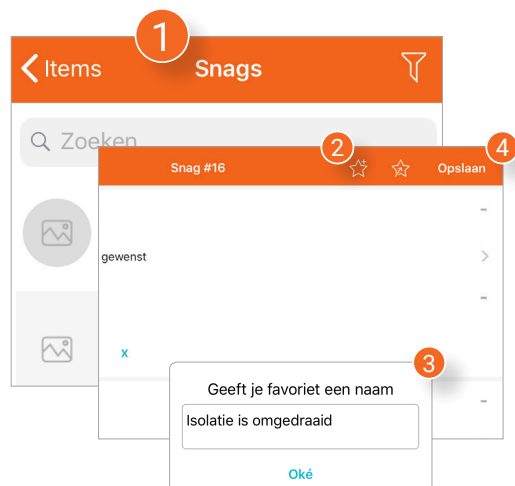 1
Items
Snags
Zoeken
2
4
Snag #16
Opslaan
gewenst
x
3
Geeft je favoriet een naam
Isolatie is omgedraaid
Oké